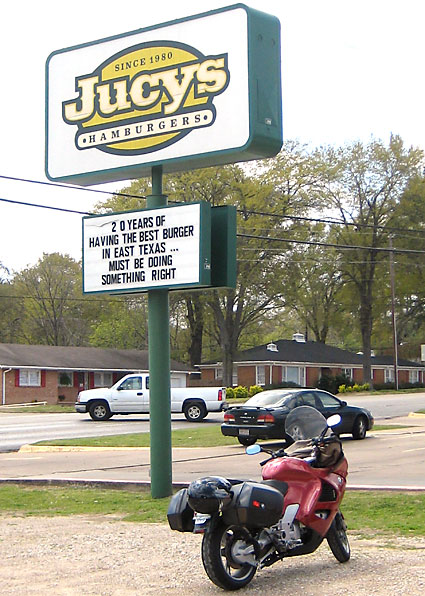 SINCE 1980
Jucys
• HAMBURGERS •
2 0 YEARS OF
HAVING THE BEST BURGER
IN EAST TEXAS ...
MUST BE DOING
SOMETHING RIGHT